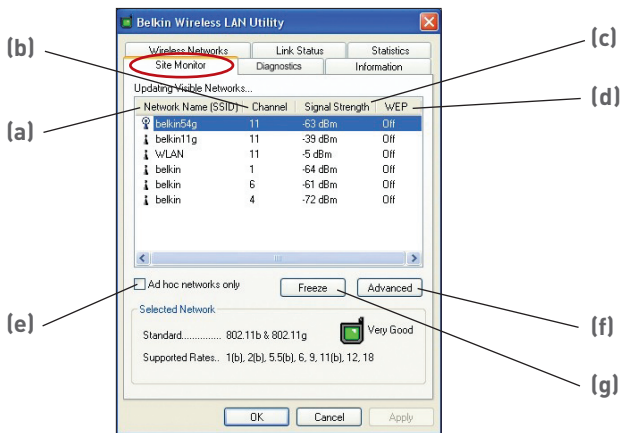 Belkin Wireless LAN Utility
Wireless Networks Link Status Statistics
Site Monitor Diagnostics Information
Updating Visible Networks...
Network Name (SSID) Channel Signal Strength WEP
belkin54g 11 -63 dBm Off
belkin11g 11 -39 dBm Off
WLAN 11 -5 dBm Off
belkin 1 -64 dBm Off
belkin 6 -61 dBm Off
belkin 4 -72 dBm Off
Ad hoc networks only Freeze Advanced
Selected Network
Standard............... 802.11b & 802.11g Very Good
Supported Rates.. 1(b), 2(b), 5.5(b), 6, 9, 11(b), 12, 18
OK Cancel Apply
(a)
(b)
(c)
(d)
(e)
(f)
(g)